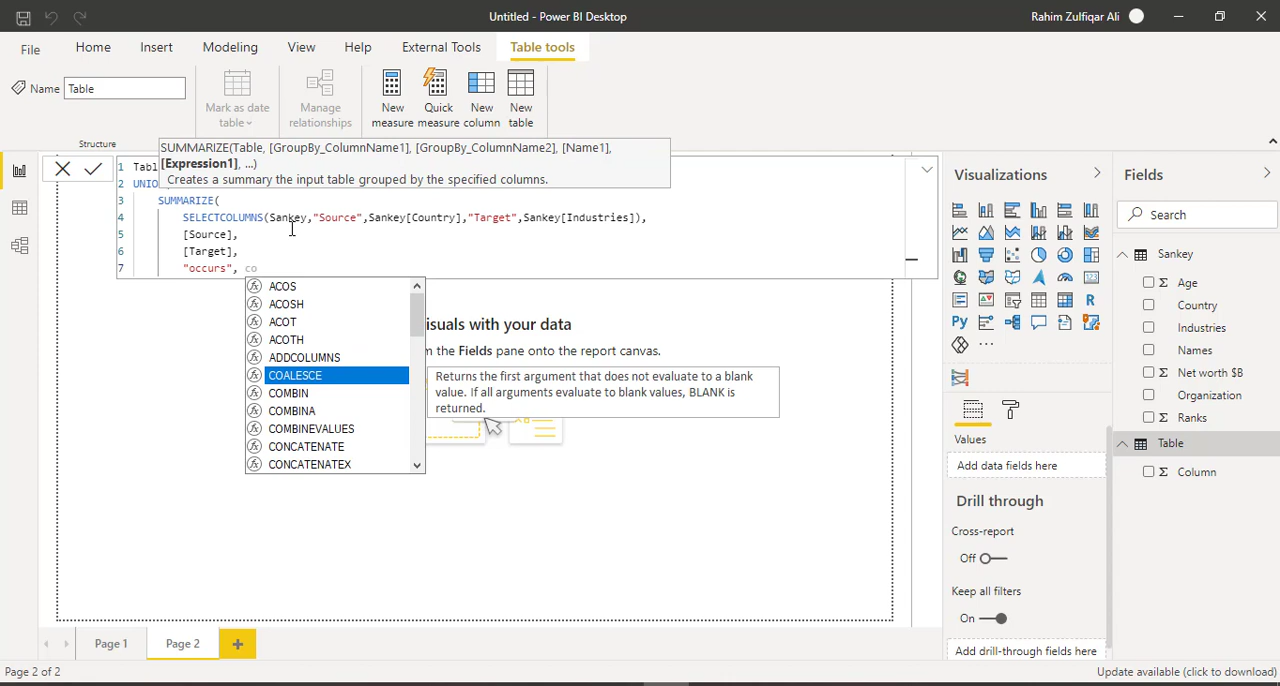 Untitled - Power BI Desktop
Rahim Zulfiqar Ali
File Home Insert Modeling View Help External Tools Table tools
Name Table
Mark as date table
Manage relationships
New measure
Quick measure
New column
New table
Structure
SUMMARIZE(Table, [GroupBy_ColumnName1], [GroupBy_ColumnName2], [Name1],
[Expression1], ...)
Creates a summary the input table grouped by the specified columns.
1 Tabl
2 UNIO
3 SUMMARIZE(
4 SELECTCOLUMNS(Sankey,"Source",Sankey[Country],"Target",Sankey[Industries]),
5 [Source],
6 [Target],
7 "occurs", co
ACOS
ACOSH
ACOT
ACOTH
ADDCOLUMNS
COALESCE
COMBIN
COMBINA
COMBINEVALUES
CONCATENATE
CONCATENATEX
Returns the first argument that does not evaluate to a blank
value. If all arguments evaluate to blank values, BLANK is
returned.
isuals with your data
m the Fields pane onto the report canvas.
Visualizations
R
Py
123
Values
Add data fields here
Drill through
Cross-report
Off
Keep all filters
On
Add drill-through fields here
Fields
Search
Sankey
Σ Age
Country
Industries
Names
Σ Net worth $B
Organization
Σ Ranks
Table
Σ Column
Page 1
Page 2
Page 2 of 2
Update available (click to download)